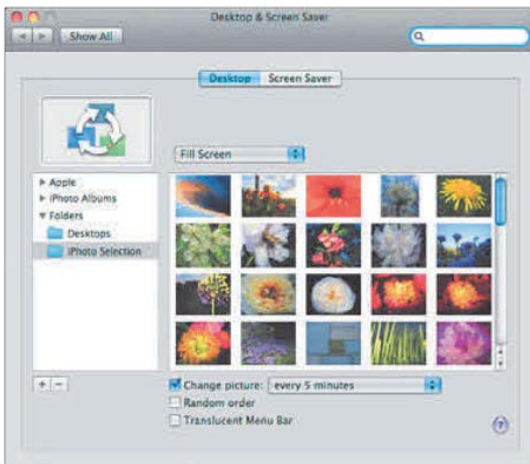 Desktop & Screen Saver
Show All
Desktop Screen Saver
Fill Screen
Apple
iPhoto Albums
Folders
Desktops
iPhoto Selection
+ −
Change picture: every 5 minutes
Random order
Translucent Menu Bar
?